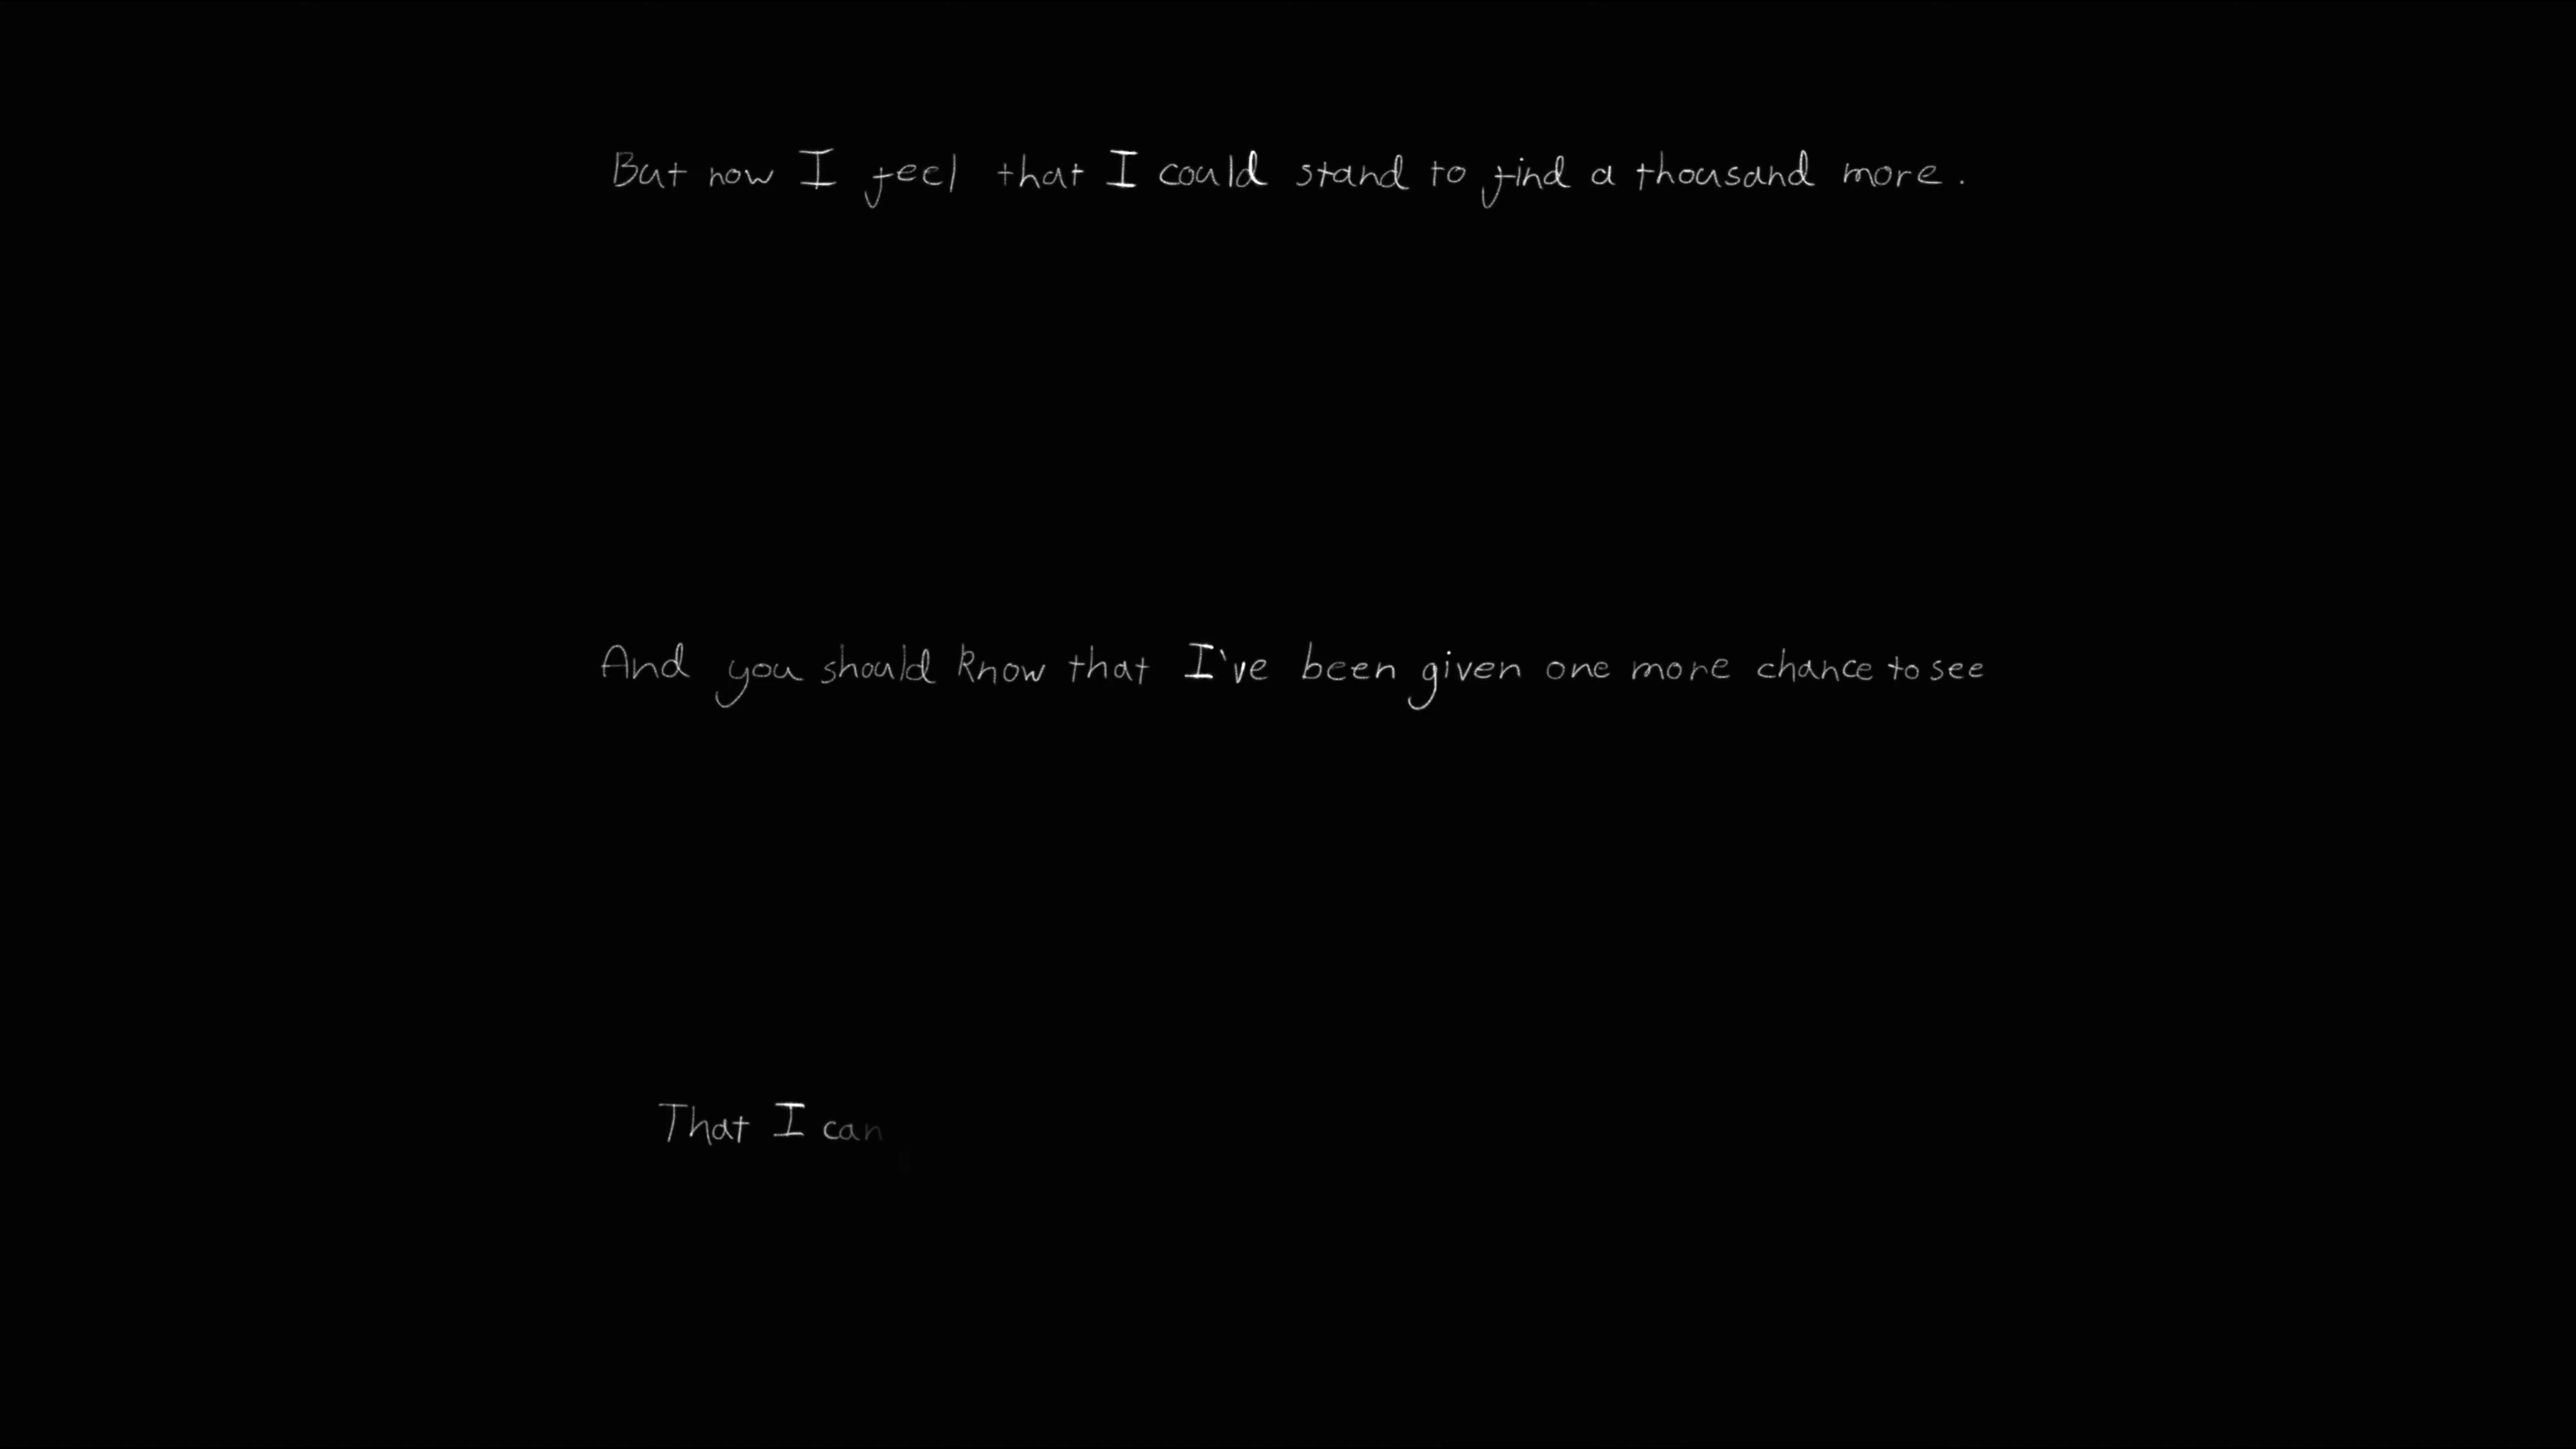 But now I feel that I could stand to find a thousand more.
And you should know that I've been given one more chance to see
That I can